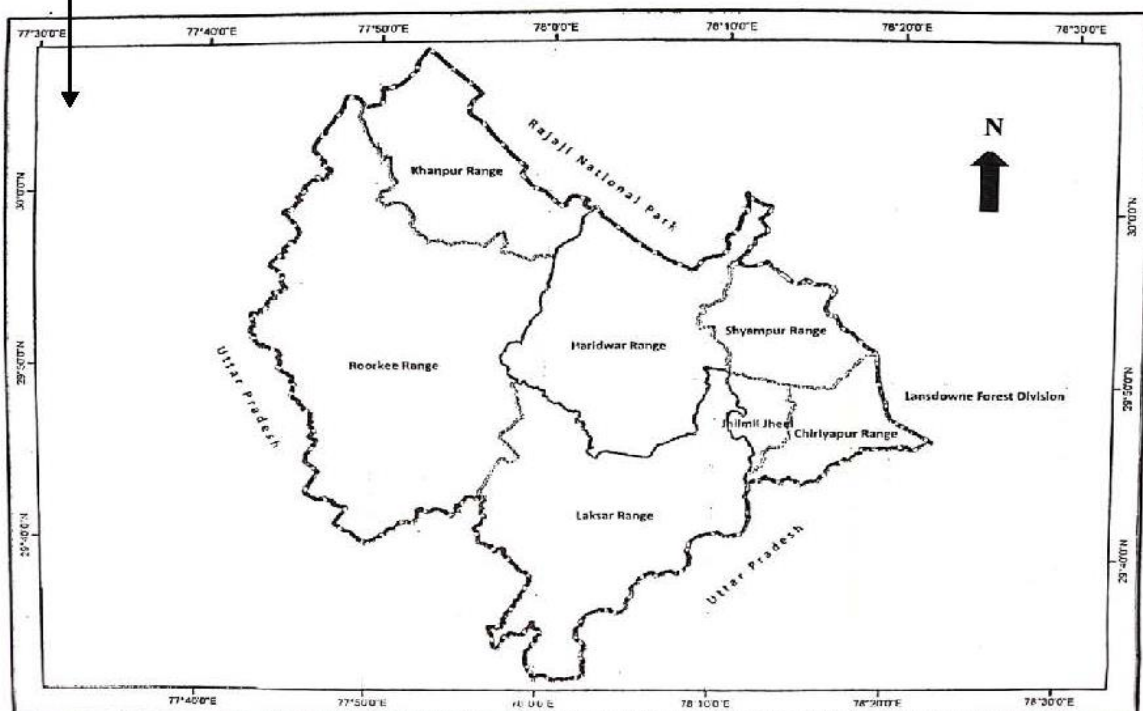 77°30'0"E 77°40'0"E 77°50'0"E 78°0'0"E 78°10'0"E 78°20'0"E 78°30'0"E
N
Rajaji National Park
Khanpur Range
30°0'0"N 30°0'0"N
Shyampur Range
Haridwar Range
Roorkee Range
29°50'0"N 29°50'0"N
Uttar Pradesh
Lansdowne Forest Division
Jhilmil Jheel
Chiriyapur Range
Laksar Range
29°40'0"N 29°40'0"N
Uttar Pradesh
77°40'0"E 77°50'0"E 78°0'0"E 78°10'0"E 78°20'0"E 78°30'0"E